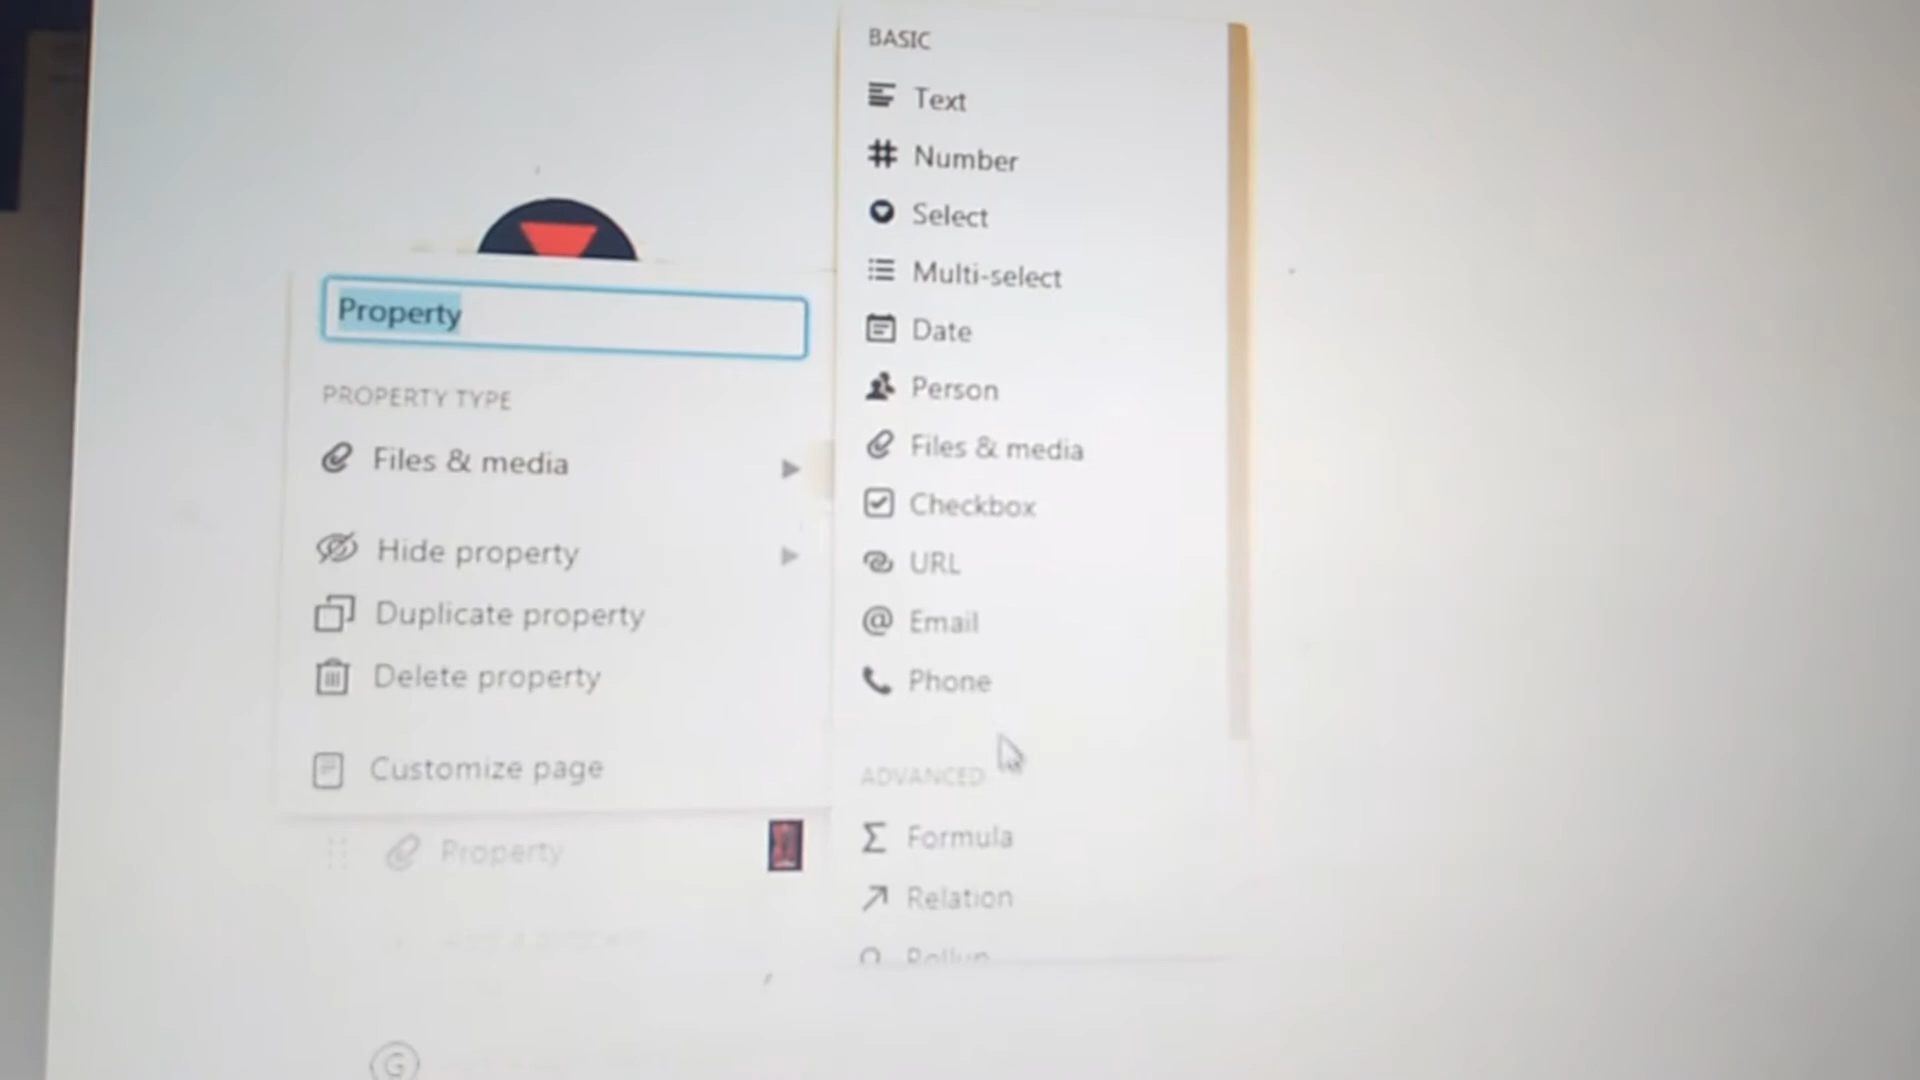 Property
PROPERTY TYPE
Files & media
Hide property
Duplicate property
Delete property
Customize page
Property
G
BASIC
Text
Number
Select
Multi-select
Date
Person
Files & media
Checkbox
URL
Email
Phone
ADVANCED
Formula
Relation
Rollup